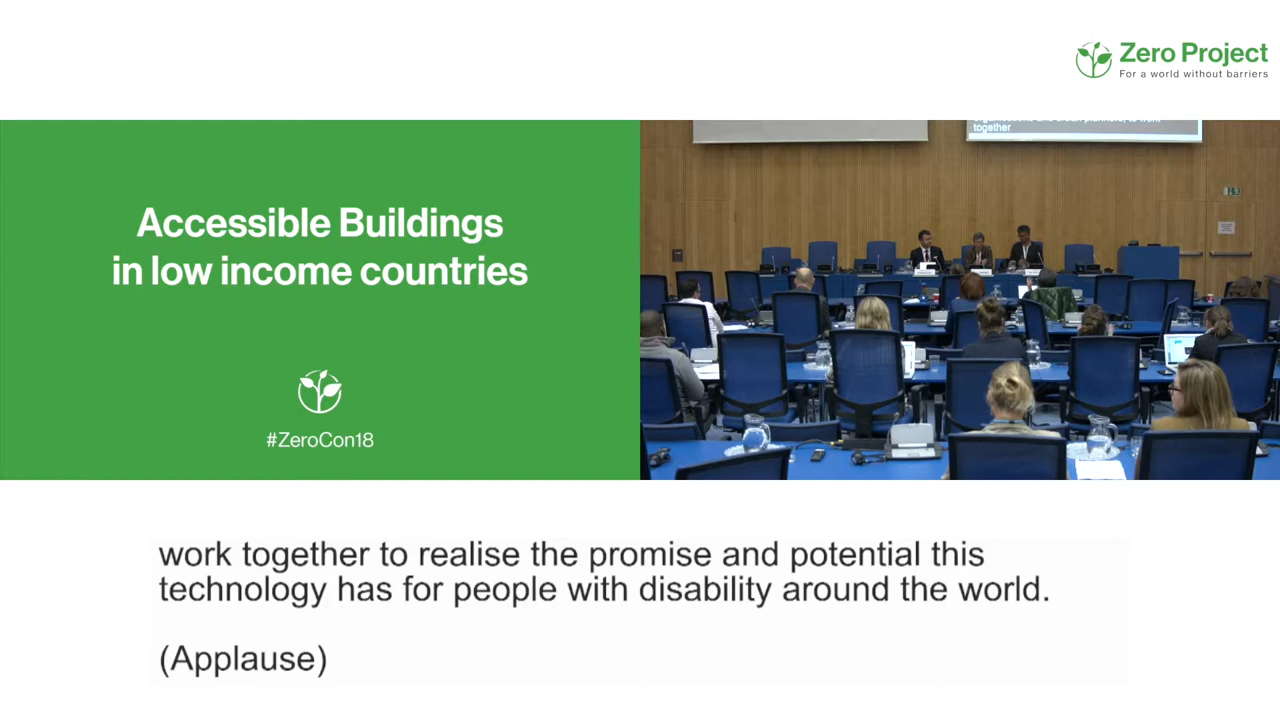 Zero Project
For a world without barriers
together
Accessible Buildings
in low income countries
#ZeroCon18
work together to realise the promise and potential this
technology has for people with disability around the world.
(Applause)